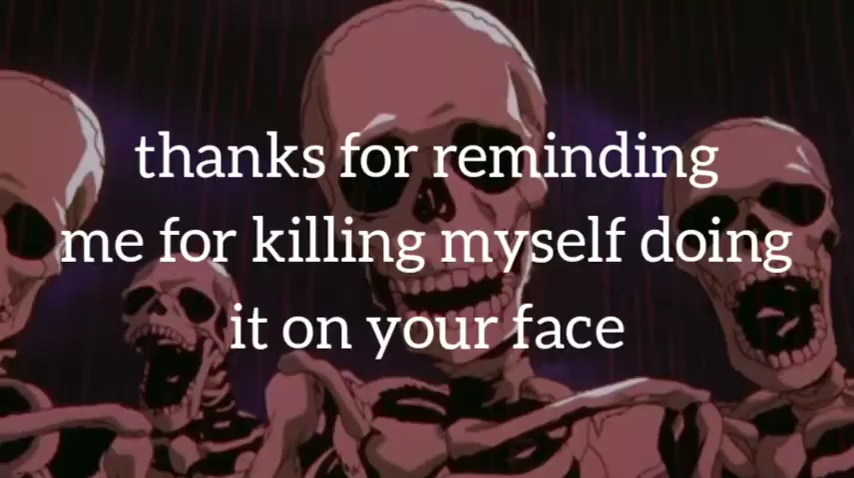 thanks for reminding
me for killing myself doing
it on your face